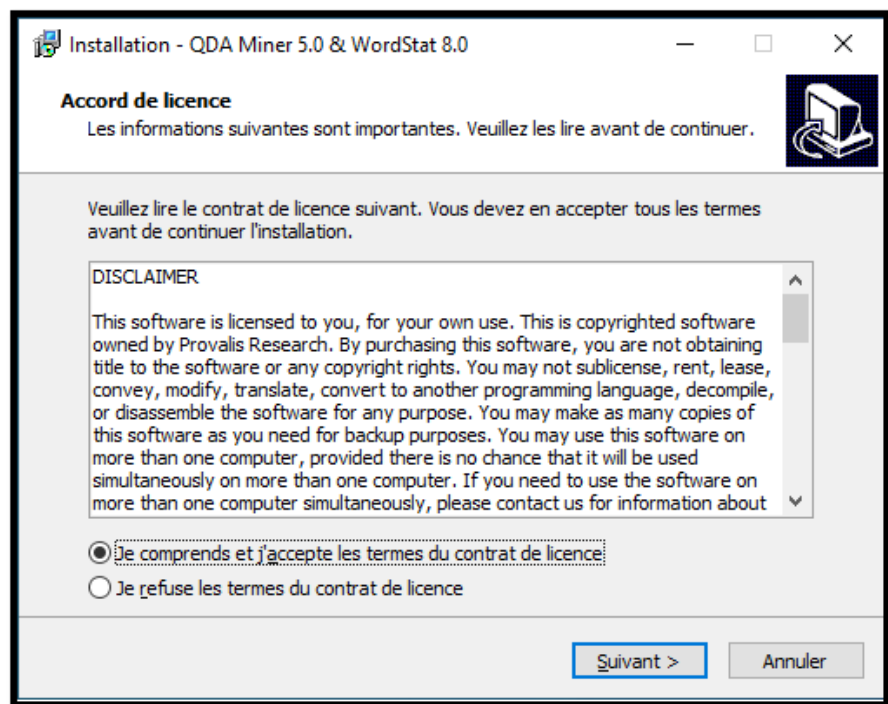 Installation - QDA Miner 5.0 & WordStat 8.0
Accord de licence
Les informations suivantes sont importantes. Veuillez les lire avant de continuer.
Veuillez lire le contrat de licence suivant. Vous devez en accepter tous les termes
avant de continuer l'installation.
DISCLAIMER
This software is licensed to you, for your own use. This is copyrighted software
owned by Provalis Research. By purchasing this software, you are not obtaining
title to the software or any copyright rights. You may not sublicense, rent, lease,
convey, modify, translate, convert to another programming language, decompile,
or disassemble the software for any purpose. You may make as many copies of
this software as you need for backup purposes. You may use this software on
more than one computer, provided there is no chance that it will be used
simultaneously on more than one computer. If you need to use the software on
more than one computer simultaneously, please contact us for information about
Je comprends et j'accepte les termes du contrat de licence
Je refuse les termes du contrat de licence
Suivant >
Annuler